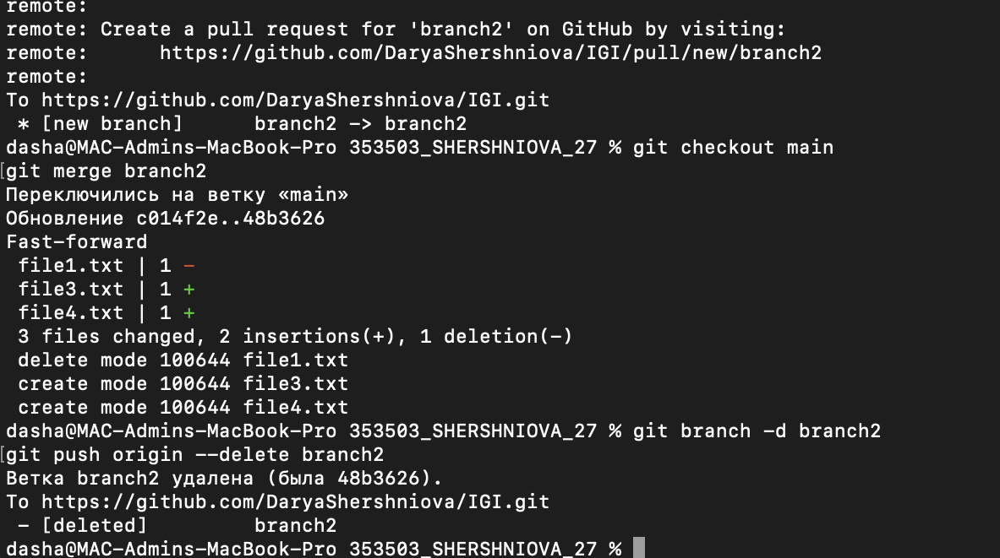 remote:
remote: Create a pull request for 'branch2' on GitHub by visiting:
remote:      https://github.com/DaryaShershniova/IGI/pull/new/branch2
remote:
To https://github.com/DaryaShershniova/IGI.git
 * [new branch]      branch2 -> branch2
dasha@MAC-Admins-MacBook-Pro 353503_SHERSHNIOVA_27 % git checkout main
[git merge branch2
Переключились на ветку «main»
Обновление c014f2e..48b3626
Fast-forward
 file1.txt | 1 -
 file3.txt | 1 +
 file4.txt | 1 +
 3 files changed, 2 insertions(+), 1 deletion(-)
 delete mode 100644 file1.txt
 create mode 100644 file3.txt
 create mode 100644 file4.txt
dasha@MAC-Admins-MacBook-Pro 353503_SHERSHNIOVA_27 % git branch -d branch2
[git push origin --delete branch2
Ветка branch2 удалена (была 48b3626).
To https://github.com/DaryaShershniova/IGI.git
 - [deleted]         branch2
dasha@MAC-Admins-MacBook-Pro 353503_SHERSHNIOVA_27 %